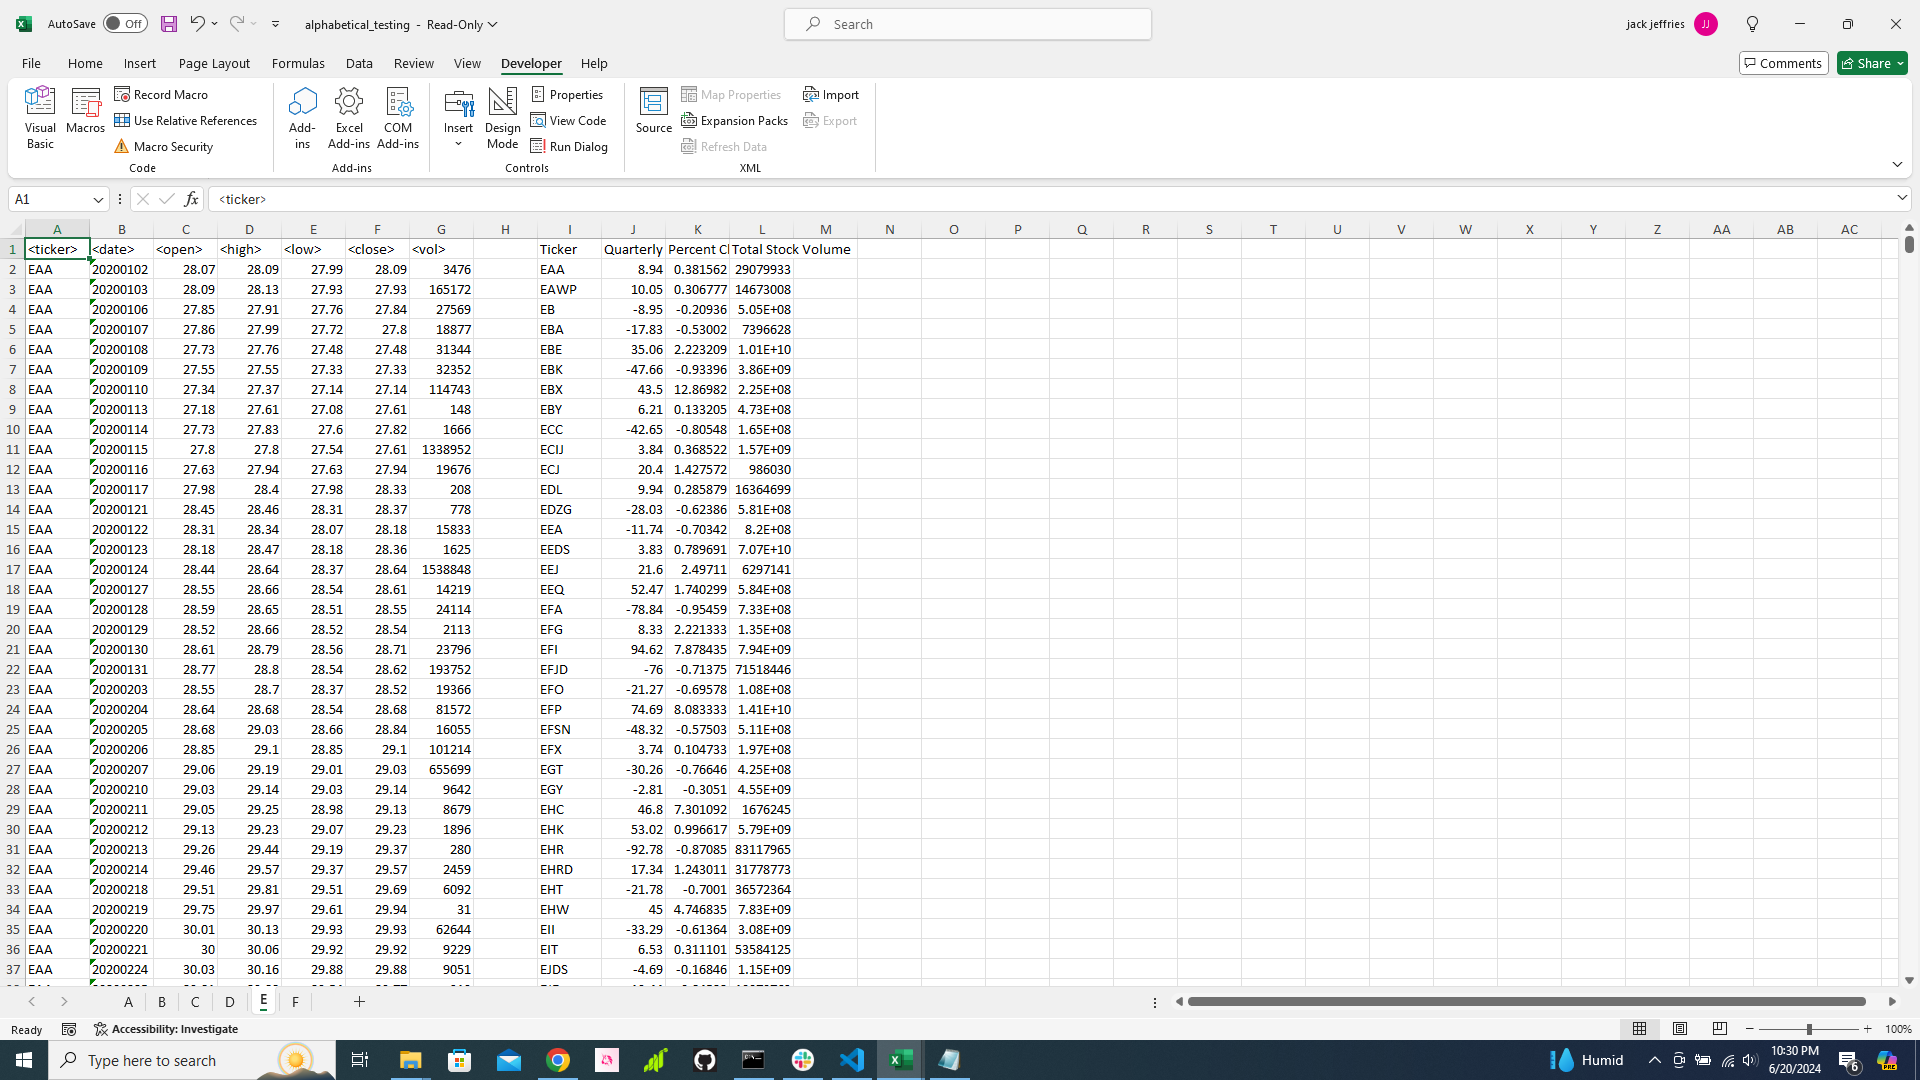 AutoSave Off alphabetical_testing - Read-Only Search jack jeffries JJ
File Home Insert Page Layout Formulas Data Review View Developer Help Comments Share
Visual Basic Macros Record Macro Use Relative References Macro Security Code
Add-ins Excel Add-ins COM Add-ins Add-ins
Insert Design Mode Properties View Code Run Dialog Controls
Source Map Properties Expansion Packs Refresh Data Import Export XML
A1 fx <ticker>
A B C D E F G H I J K L M N O P Q R S T U V W X Y Z AA AB AC
1 <ticker> <date> <open> <high> <low> <close> <vol> Ticker Quarterly Percent Cl Total Stock Volume
2 EAA 20200102 28.07 28.09 27.99 28.09 3476 EAA 8.94 0.381562 29079933
3 EAA 20200103 28.09 28.13 27.93 27.93 165172 EAWP 10.05 0.306777 14673008
4 EAA 20200106 27.85 27.91 27.76 27.84 27569 EB -8.95 -0.20936 5.05E+08
5 EAA 20200107 27.86 27.99 27.72 27.8 18877 EBA -17.83 -0.53002 7396628
6 EAA 20200108 27.73 27.76 27.48 27.48 31344 EBE 35.06 2.223209 1.01E+10
7 EAA 20200109 27.55 27.55 27.33 27.33 32352 EBK -47.66 -0.93396 3.86E+09
8 EAA 20200110 27.34 27.37 27.14 27.14 114743 EBX 43.5 12.86982 2.25E+08
9 EAA 20200113 27.18 27.61 27.08 27.61 148 EBY 6.21 0.133205 4.73E+08
10 EAA 20200114 27.73 27.83 27.6 27.82 1666 ECC -42.65 -0.80548 1.65E+08
11 EAA 20200115 27.8 27.8 27.54 27.61 1338952 ECIJ 3.84 0.368522 1.57E+09
12 EAA 20200116 27.63 27.94 27.63 27.94 19676 ECJ 20.4 1.427572 986030
13 EAA 20200117 27.98 28.4 27.98 28.33 208 EDL 9.94 0.285879 16364699
14 EAA 20200121 28.45 28.46 28.31 28.37 778 EDZG -28.03 -0.62386 5.81E+08
15 EAA 20200122 28.31 28.34 28.07 28.18 15833 EEA -11.74 -0.70342 8.2E+08
16 EAA 20200123 28.18 28.47 28.18 28.36 1625 EEDS 3.83 0.789691 7.07E+10
17 EAA 20200124 28.44 28.64 28.37 28.64 1538848 EEJ 21.6 2.49711 6297141
18 EAA 20200127 28.55 28.66 28.54 28.61 14219 EEQ 52.47 1.740299 5.84E+08
19 EAA 20200128 28.59 28.65 28.51 28.55 24114 EFA -78.84 -0.95459 7.33E+08
20 EAA 20200129 28.52 28.66 28.52 28.54 2113 EFG 8.33 2.221333 1.35E+08
21 EAA 20200130 28.61 28.79 28.56 28.71 23796 EFI 94.62 7.878435 7.94E+09
22 EAA 20200131 28.77 28.8 28.54 28.62 193752 EFJD -76 -0.71375 71518446
23 EAA 20200203 28.55 28.7 28.37 28.52 19366 EFO -21.27 -0.69578 1.08E+08
24 EAA 20200204 28.64 28.68 28.54 28.68 81572 EFP 74.69 8.083333 1.41E+10
25 EAA 20200205 28.68 29.03 28.66 28.84 16055 EFSN -48.32 -0.57503 5.11E+08
26 EAA 20200206 28.85 29.1 28.85 29.1 101214 EFX 3.74 0.104733 1.97E+08
27 EAA 20200207 29.06 29.19 29.01 29.03 655699 EGT -30.26 -0.76646 4.25E+08
28 EAA 20200210 29.03 29.14 29.03 29.14 9642 EGY -2.81 -0.3051 4.55E+09
29 EAA 20200211 29.05 29.25 28.98 29.13 8679 EHC 46.8 7.301092 1676245
30 EAA 20200212 29.13 29.23 29.07 29.23 1896 EHK 53.02 0.996617 5.79E+09
31 EAA 20200213 29.26 29.44 29.19 29.37 280 EHR -92.78 -0.87085 83117965
32 EAA 20200214 29.46 29.57 29.37 29.57 2459 EHRD 17.34 1.243011 31778773
33 EAA 20200218 29.51 29.81 29.51 29.69 6092 EHT -21.78 -0.7001 36572364
34 EAA 20200219 29.75 29.97 29.61 29.94 31 EHW 45 4.746835 7.83E+09
35 EAA 20200220 30.01 30.13 29.93 29.93 62644 EII -33.29 -0.61364 3.08E+09
36 EAA 20200221 30 30.06 29.92 29.92 9229 EIT 6.53 0.311101 53584125
37 EAA 20200224 30.03 30.16 29.88 29.88 9051 EJDS -4.69 -0.16846 1.15E+09
A B C D E F
Ready Accessibility: Investigate 100%
Type here to search Humid 10:30 PM 6/20/2024 6